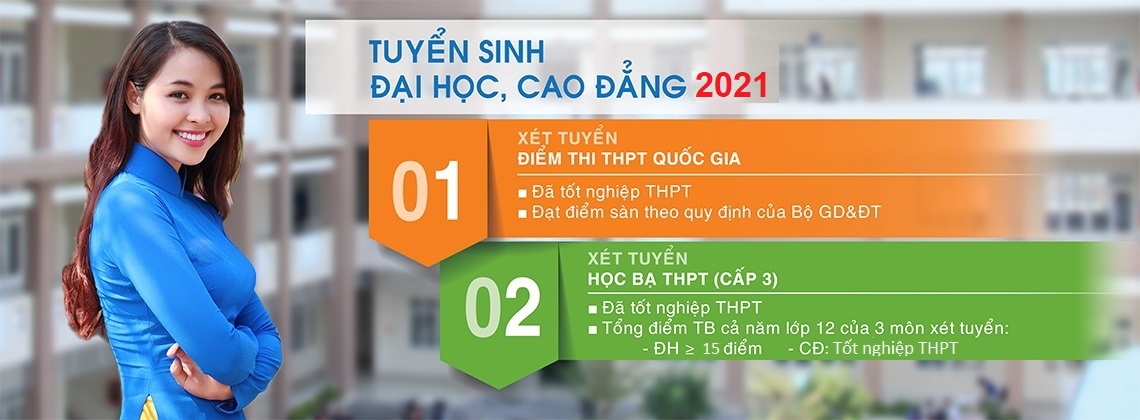 TUYỂN SINH
ĐẠI HỌC, CAO ĐẲNG 2021
01
XÉT TUYỂN
ĐIỂM THI THPT QUỐC GIA
▪ Đã tốt nghiệp THPT
▪ Đạt điểm sàn theo quy định của Bộ GD&ĐT
02
XÉT TUYỂN
HỌC BẠ THPT (CẤP 3)
▪ Đã tốt nghiệp THPT
▪ Tổng điểm TB cả năm lớp 12 của 3 môn xét tuyển:
- ĐH ≥ 15 điểm - CĐ: Tốt nghiệp THPT